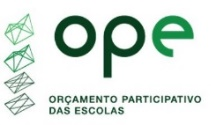 ope
ORÇAMENTO PARTICIPATIVO
DAS ESCOLAS